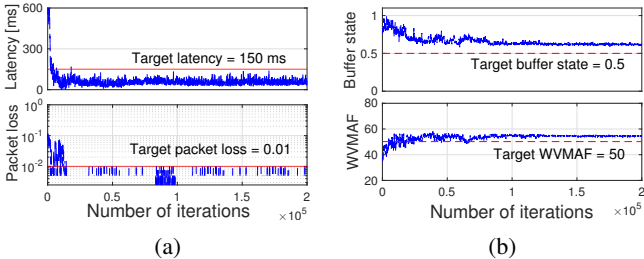 Latency [ms]
600
300
150
0
Target latency = 150 ms
Packet loss
10^0
10^-1
10^-2
Target packet loss = 0.01
0 0.5 1 1.5 2
Number of iterations
×10^5
(a)
Buffer state
1
0.5
0
Target buffer state = 0.5
WVMAF
80
60
40
20
Target WVMAF = 50
0 0.5 1 1.5 2
Number of iterations
×10^5
(b)